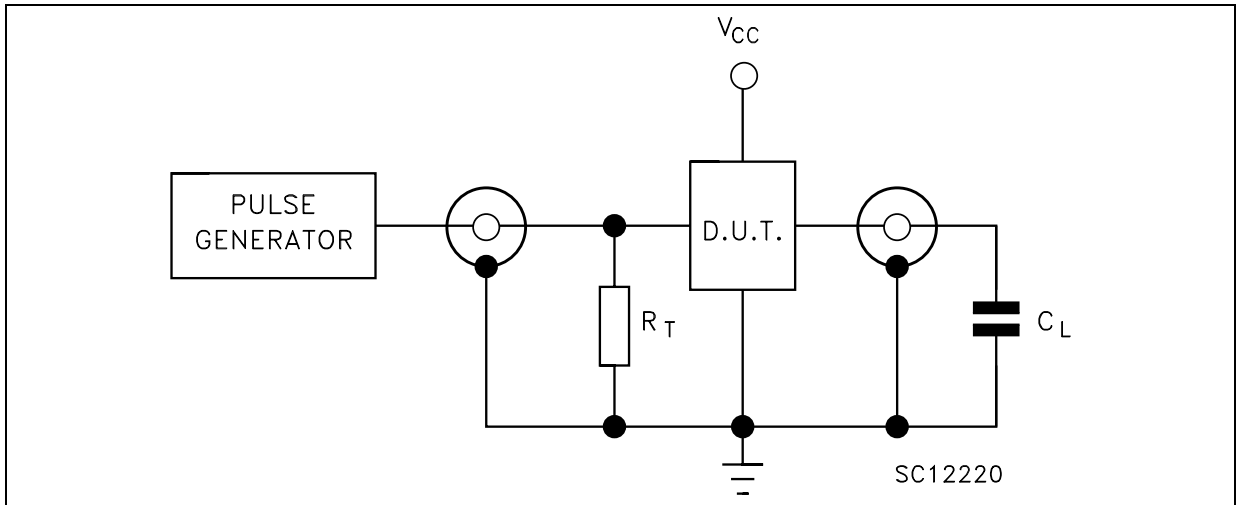 VCC
PULSE
GENERATOR
D.U.T.
RT
CL
SC12220